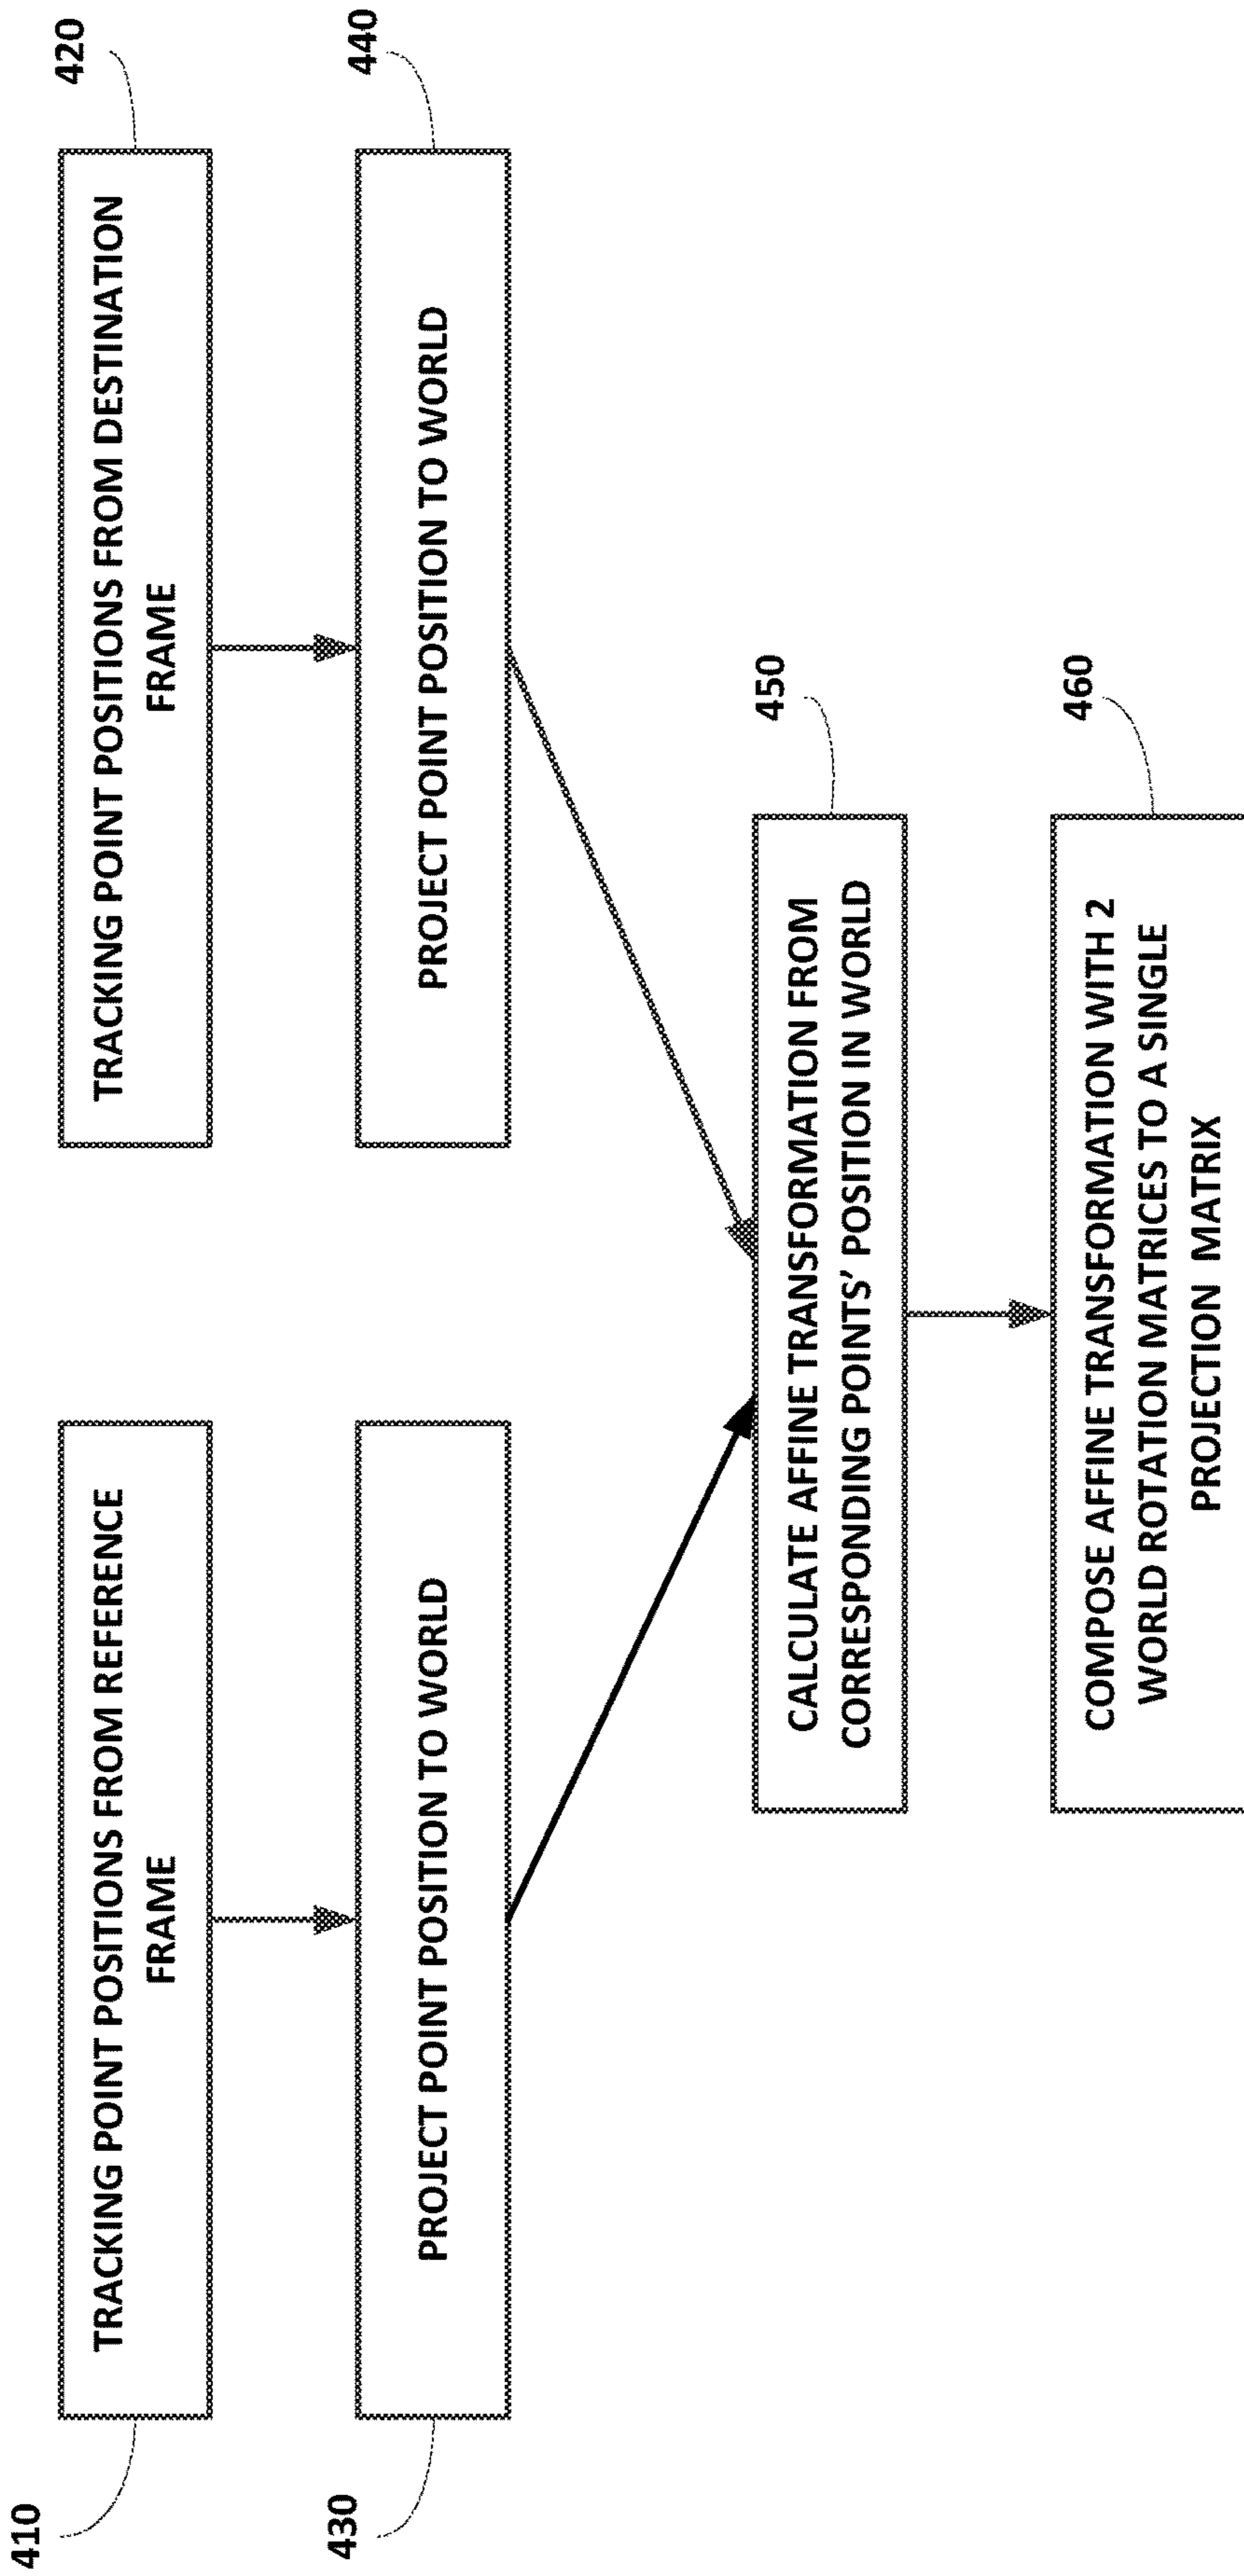 410
TRACKING POINT POSITIONS FROM REFERENCE
FRAME
420
TRACKING POINT POSITIONS FROM DESTINATION
FRAME
430
PROJECT POINT POSITION TO WORLD
440
PROJECT POINT POSITION TO WORLD
450
CALCULATE AFFINE TRANSFORMATION FROM
CORRESPONDING POINTS’ POSITION IN WORLD
460
COMPOSE AFFINE TRANSFORMATION WITH 2
WORLD ROTATION MATRICES TO A SINGLE
PROJECTION MATRIX